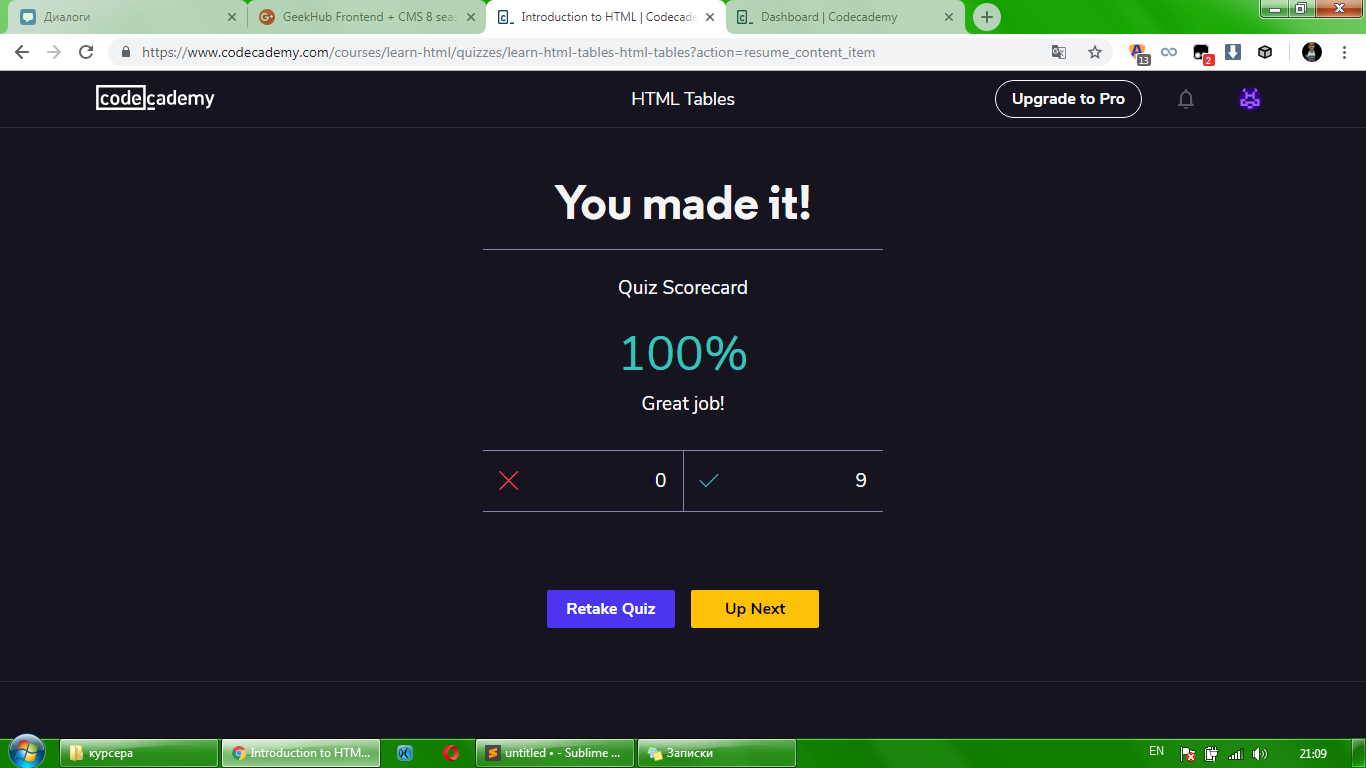 Диалоги
GeekHub Frontend + CMS 8 seas
Introduction to HTML | Codecade
Dashboard | Codecademy
https://www.codecademy.com/courses/learn-html/quizzes/learn-html-tables-html-tables?action=resume_content_item
13
2
codecademy
HTML Tables
Upgrade to Pro
You made it!
Quiz Scorecard
100%
Great job!
0
9
Retake Quiz
Up Next
курсера
Introduction to HTM...
untitled • - Sublime ...
Записки
EN
21:09